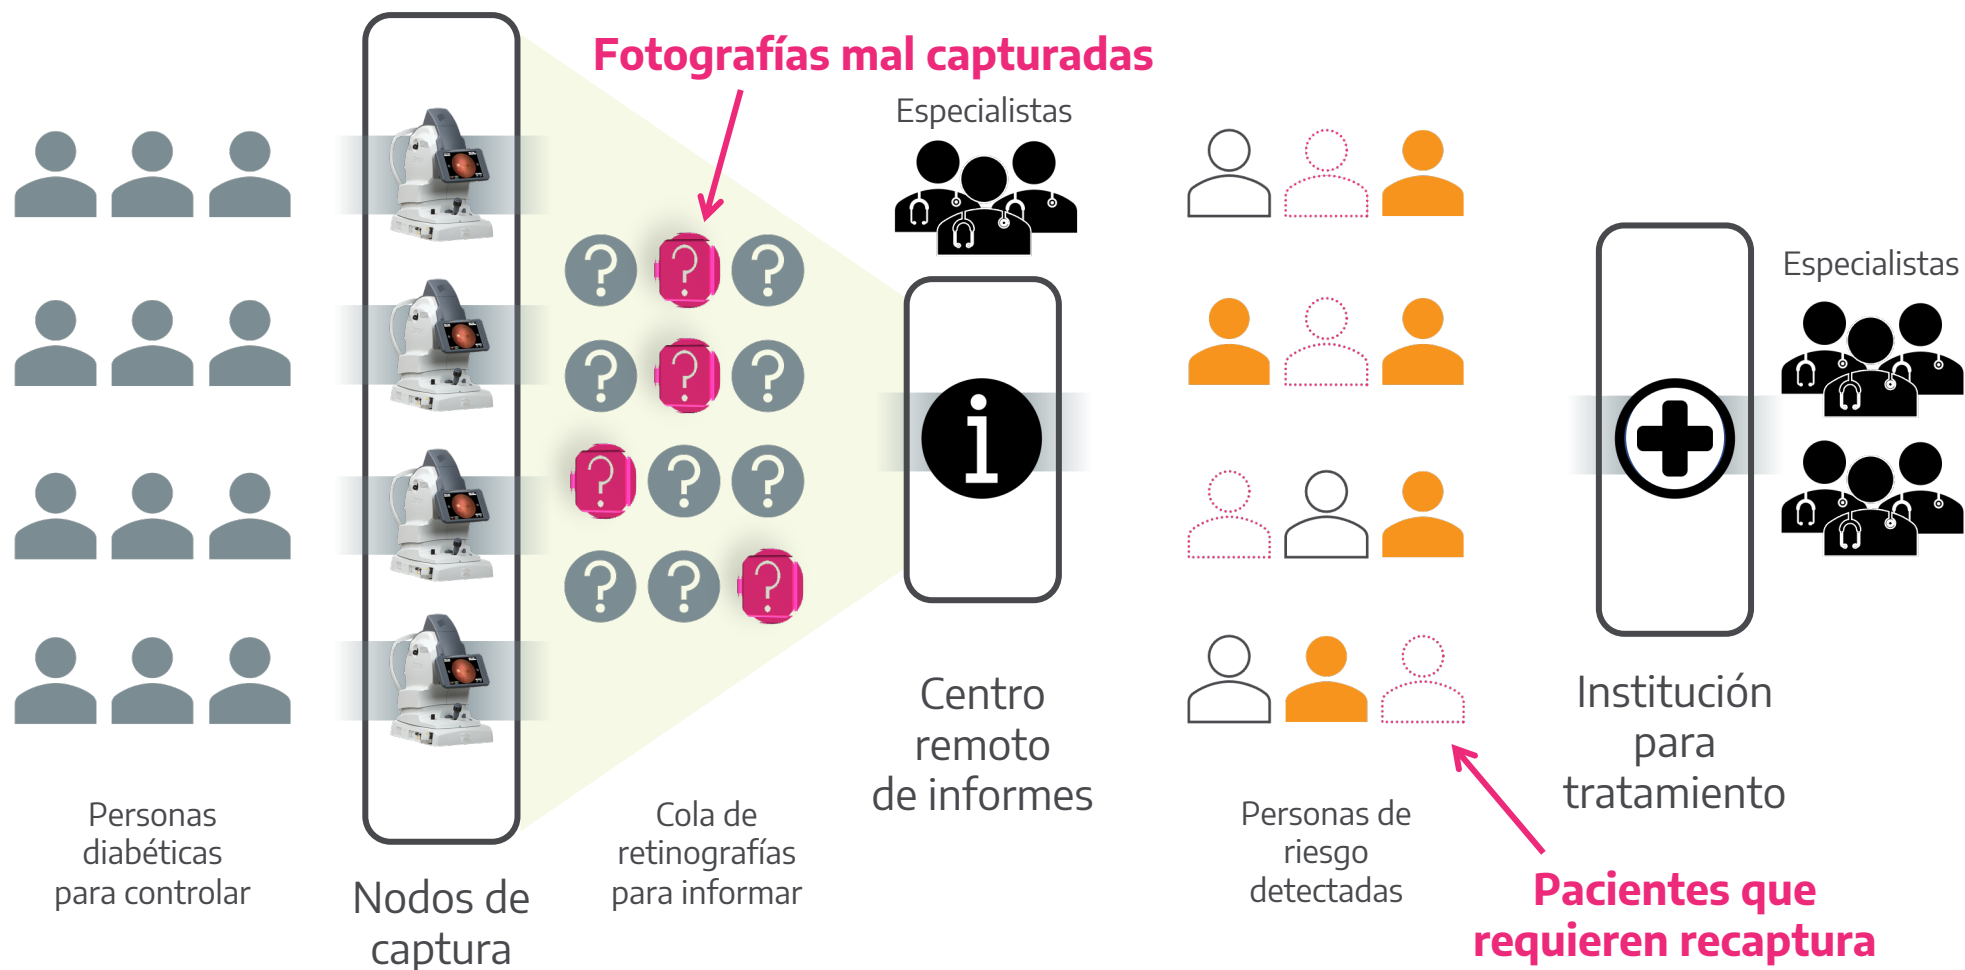 Fotografías mal capturadas
Especialistas
Especialistas
?
?
?
?
?
?
?
?
?
?
?
?
i
Personas
diabéticas
para controlar
Nodos de
captura
Cola de
retinografías
para informar
Centro
remoto
de informes
Personas de
riesgo
detectadas
Institución
para
tratamiento
Pacientes que
requieren recaptura